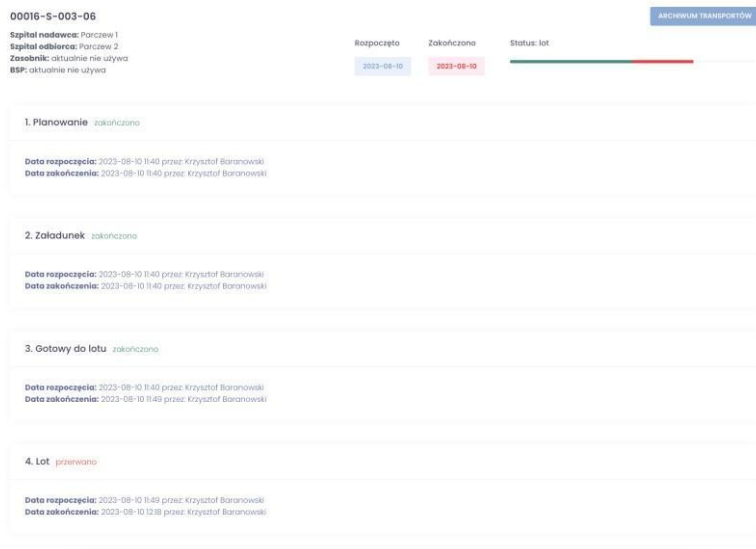 00016-S-003-06
ARCHIWUM TRANSPORTÓW
Szpital nadawca: Parczew 1
Szpital odbiorca: Parczew 2
Zasobnik: aktualnie nie używa
BSP: aktualnie nie używa
Rozpoczęto
Zakończono
Status: lot
2023-08-10
2023-08-10
1. Planowanie zakończono
Data rozpoczęcia: 2023-08-10 11:40 przez: Krzysztof Baranowski
Data zakończenia: 2023-08-10 11:40 przez: Krzysztof Baranowski
2. Załadunek zakończono
Data rozpoczęcia: 2023-08-10 11:40 przez: Krzysztof Baranowski
Data zakończenia: 2023-08-10 11:40 przez: Krzysztof Baranowski
3. Gotowy do lotu zakończono
Data rozpoczęcia: 2023-08-10 11:40 przez: Krzysztof Baranowski
Data zakończenia: 2023-08-10 11:49 przez: Krzysztof Baranowski
4. Lot przerwano
Data rozpoczęcia: 2023-08-10 11:49 przez: Krzysztof Baranowski
Data zakończenia: 2023-08-10 12:18 przez: Krzysztof Baranowski